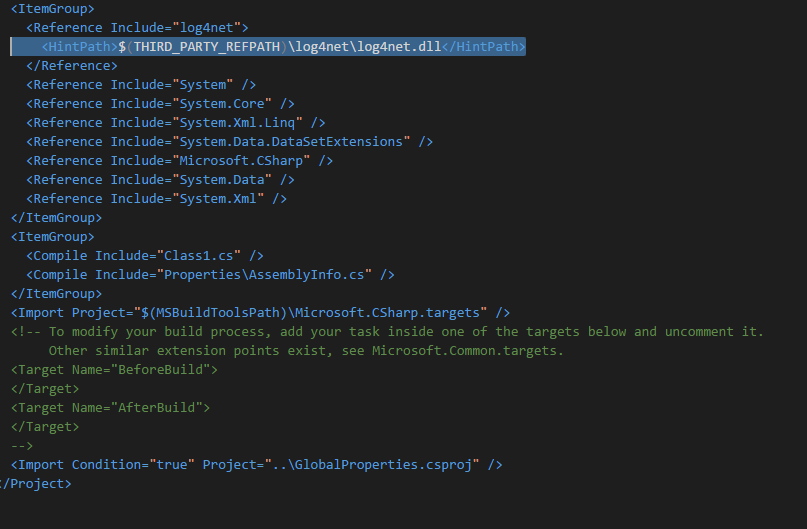 <ItemGroup>
<Reference Include="log4net">
<HintPath>$(THIRD_PARTY_REFPATH)\log4net\log4net.dll</HintPath>
</Reference>
<Reference Include="System" />
<Reference Include="System.Core" />
<Reference Include="System.Xml.Linq" />
<Reference Include="System.Data.DataSetExtensions" />
<Reference Include="Microsoft.CSharp" />
<Reference Include="System.Data" />
<Reference Include="System.Xml" />
</ItemGroup>
<ItemGroup>
<Compile Include="Class1.cs" />
<Compile Include="Properties\AssemblyInfo.cs" />
</ItemGroup>
<Import Project="$(MSBuildToolsPath)\Microsoft.CSharp.targets" />
<!-- To modify your build process, add your task inside one of the targets below and uncomment it.
Other similar extension points exist, see Microsoft.Common.targets.
<Target Name="BeforeBuild">
</Target>
<Target Name="AfterBuild">
</Target>
-->
<Import Condition="true" Project="..\GlobalProperties.csproj" />
</Project>